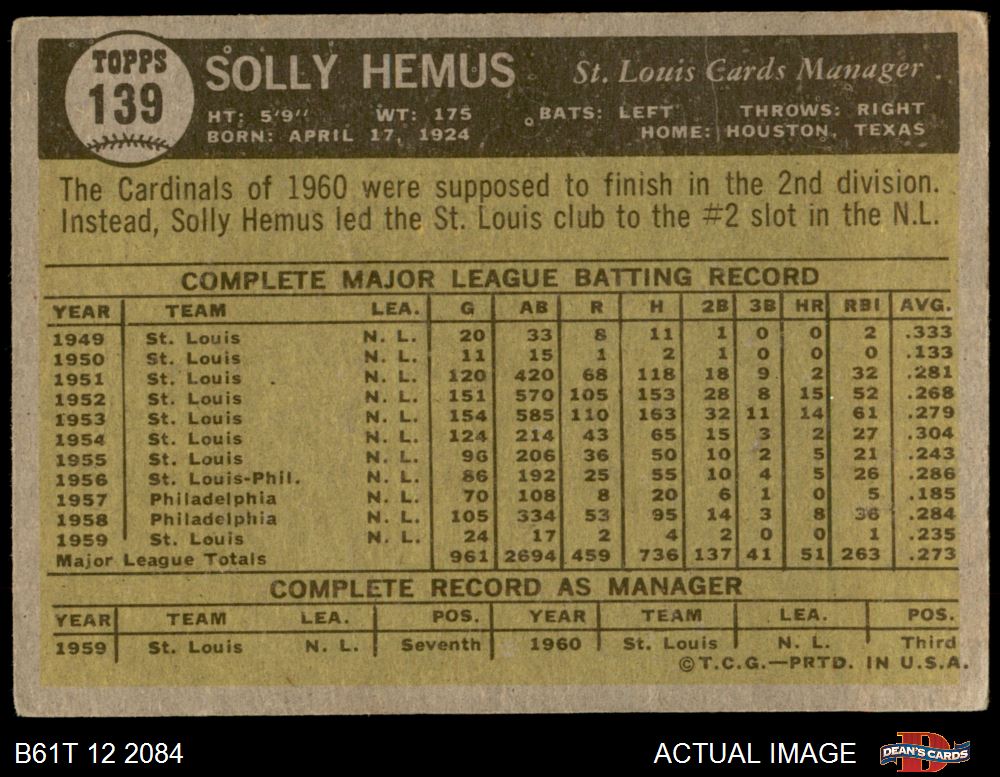 TOPPS
139
SOLLY HEMUS St. Louis Cards Manager
HT: 5'9" WT: 175 BATS: LEFT THROWS: RIGHT
BORN: APRIL 17, 1924 HOME: HOUSTON, TEXAS
The Cardinals of 1960 were supposed to finish in the 2nd division.
Instead, Solly Hemus led the St. Louis club to the #2 slot in the N.L.
COMPLETE MAJOR LEAGUE BATTING RECORD
YEAR TEAM LEA. G AB R H 2B 3B HR RBI AVG.
1949 St. Louis N. L. 20 33 8 11 1 0 0 2 .333
1950 St. Louis N. L. 11 15 1 2 1 0 0 0 .133
1951 St. Louis N. L. 120 420 68 118 18 9 2 32 .281
1952 St. Louis N. L. 151 570 105 153 28 8 15 52 .268
1953 St. Louis N. L. 154 585 110 163 32 11 14 61 .279
1954 St. Louis N. L. 124 214 43 65 15 3 2 27 .304
1955 St. Louis N. L. 96 206 36 50 10 2 5 21 .243
1956 St. Louis-Phil. N. L. 86 192 25 55 10 4 5 26 .286
1957 Philadelphia N. L. 70 108 8 20 6 1 0 5 .185
1958 Philadelphia N. L. 105 334 53 95 14 3 8 36 .284
1959 St. Louis N. L. 24 17 2 4 2 0 0 1 .235
Major League Totals 961 2694 459 736 137 41 51 263 .273
COMPLETE RECORD AS MANAGER
YEAR TEAM LEA. POS. YEAR TEAM LEA. POS.
1959 St. Louis N. L. Seventh 1960 St. Louis N. L. Third
©T.C.G.—PRTD. IN U.S.A.
B61T 12 2084 ACTUAL IMAGE DEAN'S CARDS